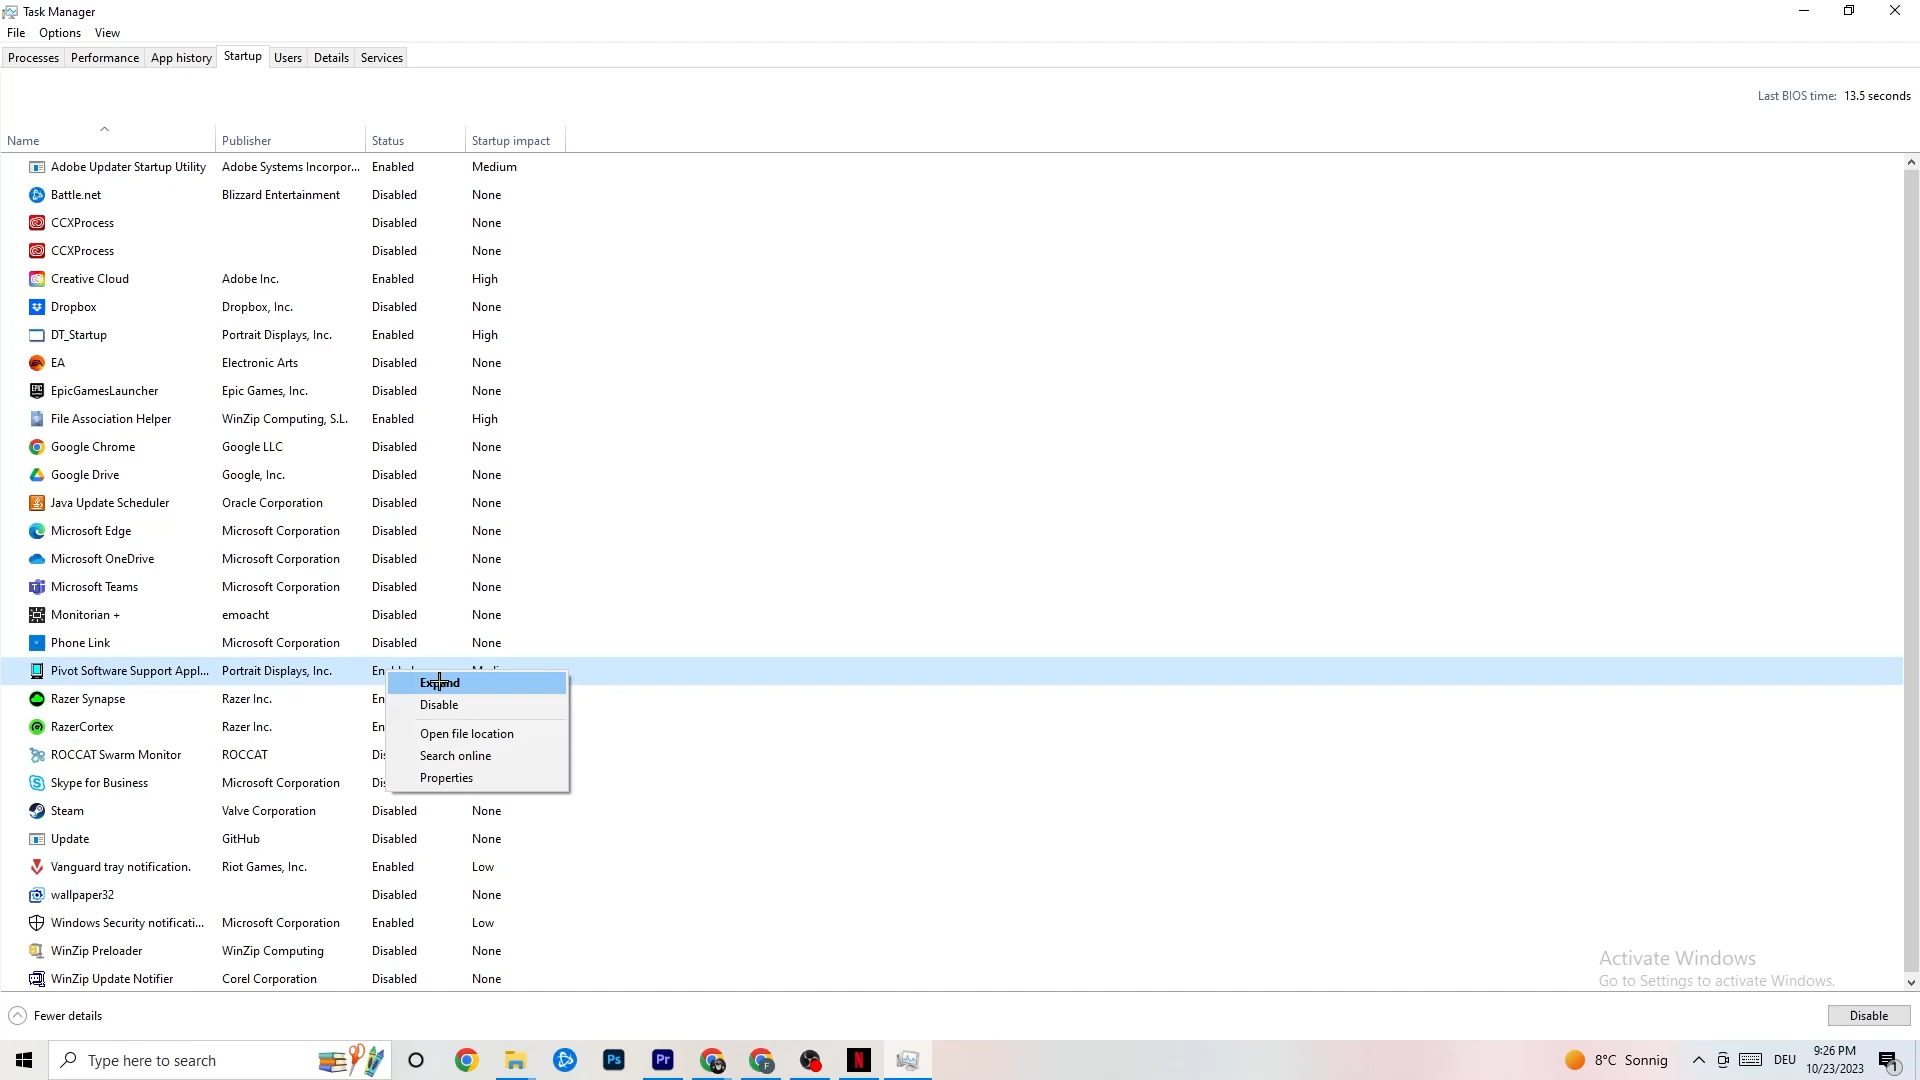 Task Manager
File Options View
Processes Performance App history Startup Users Details Services
Last BIOS time: 13.5 seconds
Name Publisher Status Startup impact
Adobe Updater Startup Utility Adobe Systems Incorpor... Enabled Medium
Battle.net Blizzard Entertainment Disabled None
CCXProcess Disabled None
CCXProcess Disabled None
Creative Cloud Adobe Inc. Enabled High
Dropbox Dropbox, Inc. Disabled None
DT_Startup Portrait Displays, Inc. Enabled High
EA Electronic Arts Disabled None
EpicGamesLauncher Epic Games, Inc. Disabled None
File Association Helper WinZip Computing, S.L. Enabled High
Google Chrome Google LLC Disabled None
Google Drive Google, Inc. Disabled None
Java Update Scheduler Oracle Corporation Disabled None
Microsoft Edge Microsoft Corporation Disabled None
Microsoft OneDrive Microsoft Corporation Disabled None
Microsoft Teams Microsoft Corporation Disabled None
Monitorian + emoacht Disabled None
Phone Link Microsoft Corporation Disabled None
Pivot Software Support Appl... Portrait Displays, Inc.
Expand
Razer Synapse Razer Inc. En
Disable
RazerCortex Razer Inc. En
Open file location
ROCCAT Swarm Monitor ROCCAT Dis
Search online
Skype for Business Microsoft Corporation Dis
Properties
Steam Valve Corporation Disabled None
Update GitHub Disabled None
Vanguard tray notification. Riot Games, Inc. Enabled Low
wallpaper32 Disabled None
Windows Security notificati... Microsoft Corporation Enabled Low
WinZip Preloader WinZip Computing Disabled None
WinZip Update Notifier Corel Corporation Disabled None
Activate Windows
Go to Settings to activate Windows.
Fewer details
Disable
Type here to search
Ps
Pr
8°C Sonnig
DEU
9:26 PM
10/23/2023
1